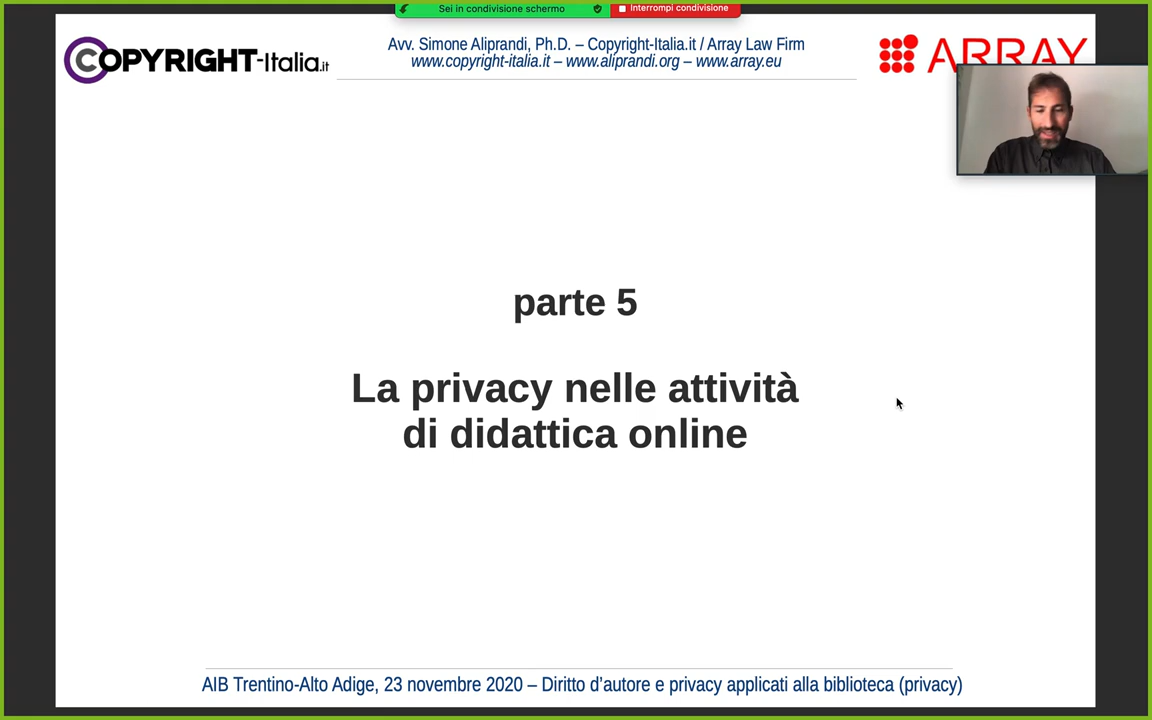 Sei in condivisione schermo
Interrompi condivisione
COPYRIGHT-Italia.it
Avv. Simone Aliprandi, Ph.D. – Copyright-Italia.it / Array Law Firm
www.copyright-italia.it – www.aliprandi.org – www.array.eu
ARRAY
parte 5
La privacy nelle attività
di didattica online
AIB Trentino-Alto Adige, 23 novembre 2020 – Diritto d’autore e privacy applicati alla biblioteca (privacy)